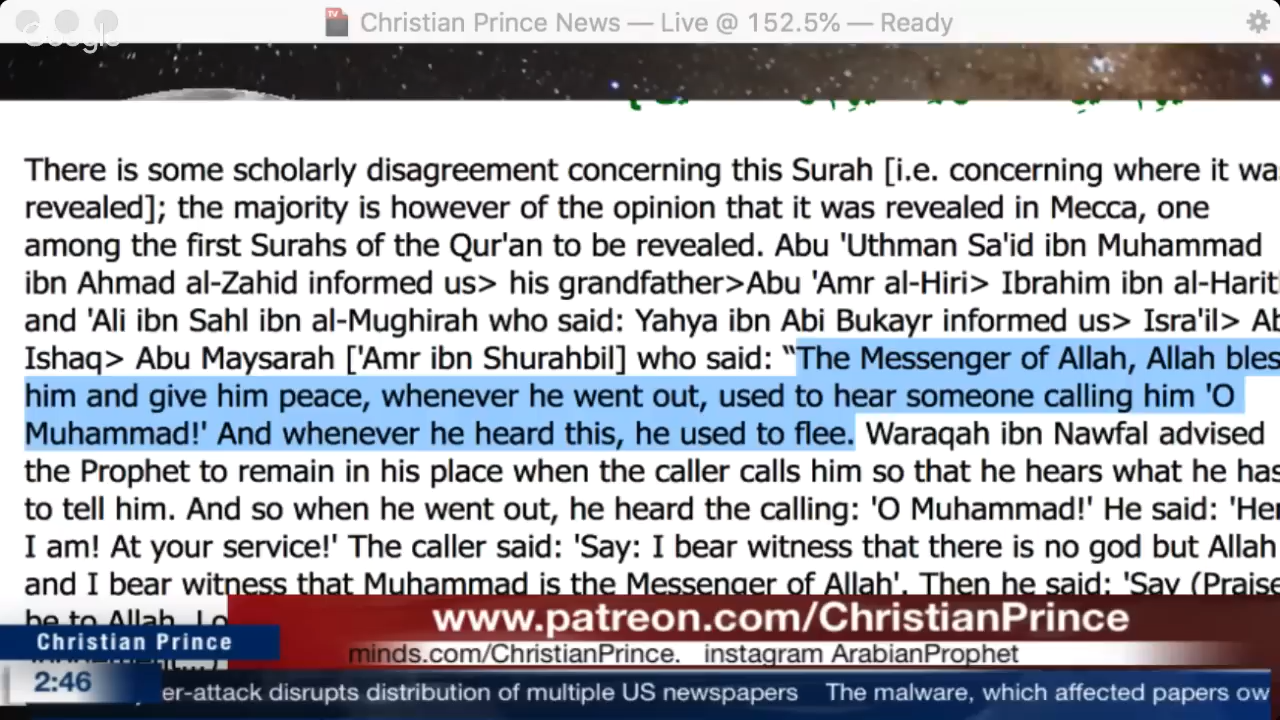 Christian Prince News — Live @ 152.5% — Ready
Google
There is some scholarly disagreement concerning this Surah [i.e. concerning where it wa
revealed]; the majority is however of the opinion that it was revealed in Mecca, one
among the first Surahs of the Qur'an to be revealed. Abu 'Uthman Sa'id ibn Muhammad
ibn Ahmad al-Zahid informed us> his grandfather>Abu 'Amr al-Hiri> Ibrahim ibn al-Harit
and 'Ali ibn Sahl ibn al-Mughirah who said: Yahya ibn Abi Bukayr informed us> Isra'il> Ab
Ishaq> Abu Maysarah ['Amr ibn Shurahbil] who said: “The Messenger of Allah, Allah bles
him and give him peace, whenever he went out, used to hear someone calling him 'O
Muhammad!' And whenever he heard this, he used to flee. Waraqah ibn Nawfal advised
the Prophet to remain in his place when the caller calls him so that he hears what he has
to tell him. And so when he went out, he heard the calling: 'O Muhammad!' He said: 'Her
I am! At your service!' The caller said: 'Say: I bear witness that there is no god but Allah
and I bear witness that Muhammad is the Messenger of Allah'. Then he said: 'Say (Praise
be to Allah, Lo
www.patreon.com/ChristianPrince
Christian Prince
minds.com/ChristianPrince. instagram ArabianProphet
2:46
er-attack disrupts distribution of multiple US newspapers The malware, which affected papers ow